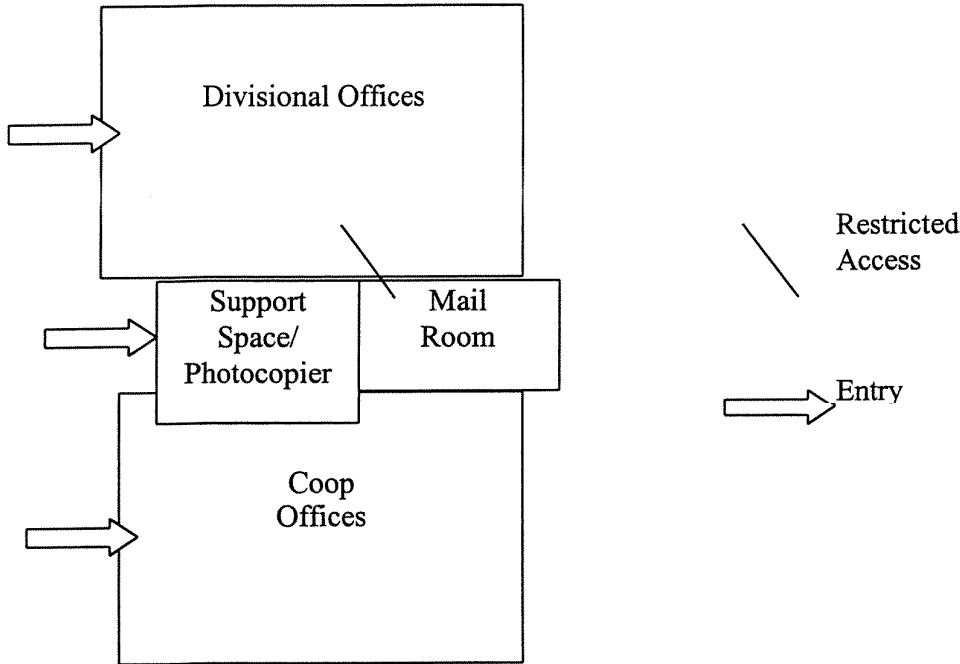 Divisional Offices
Restricted
Access
Support
Space/
Photocopier
Mail
Room
Entry
Coop
Offices